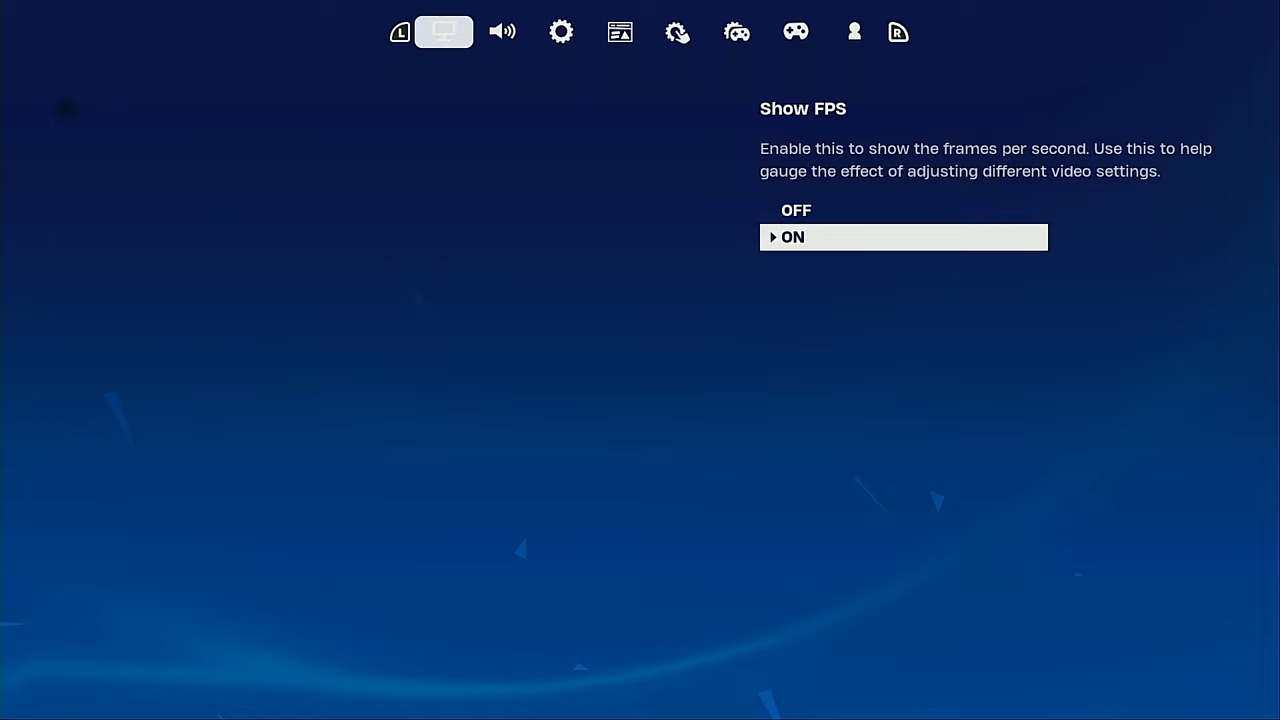 L
R
Show FPS
Enable this to show the frames per second. Use this to help
gauge the effect of adjusting different video settings.
OFF
ON